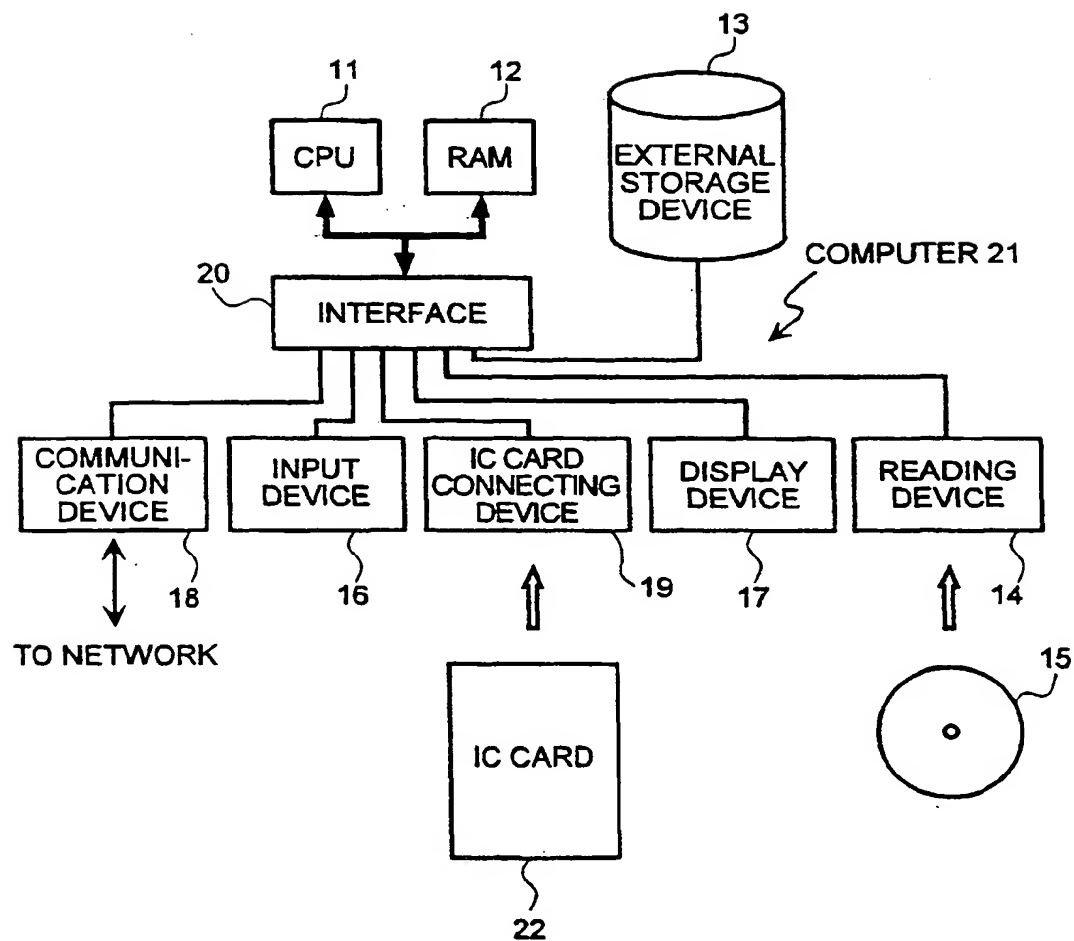 13
11
12
CPU
RAM
EXTERNAL
STORAGE
DEVICE
COMPUTER 21
20
INTERFACE
COMMUNI-
CATION
DEVICE
INPUT
DEVICE
IC CARD
CONNECTING
DEVICE
DISPLAY
DEVICE
READING
DEVICE
18
16
19
17
14
TO NETWORK
IC CARD
15
22